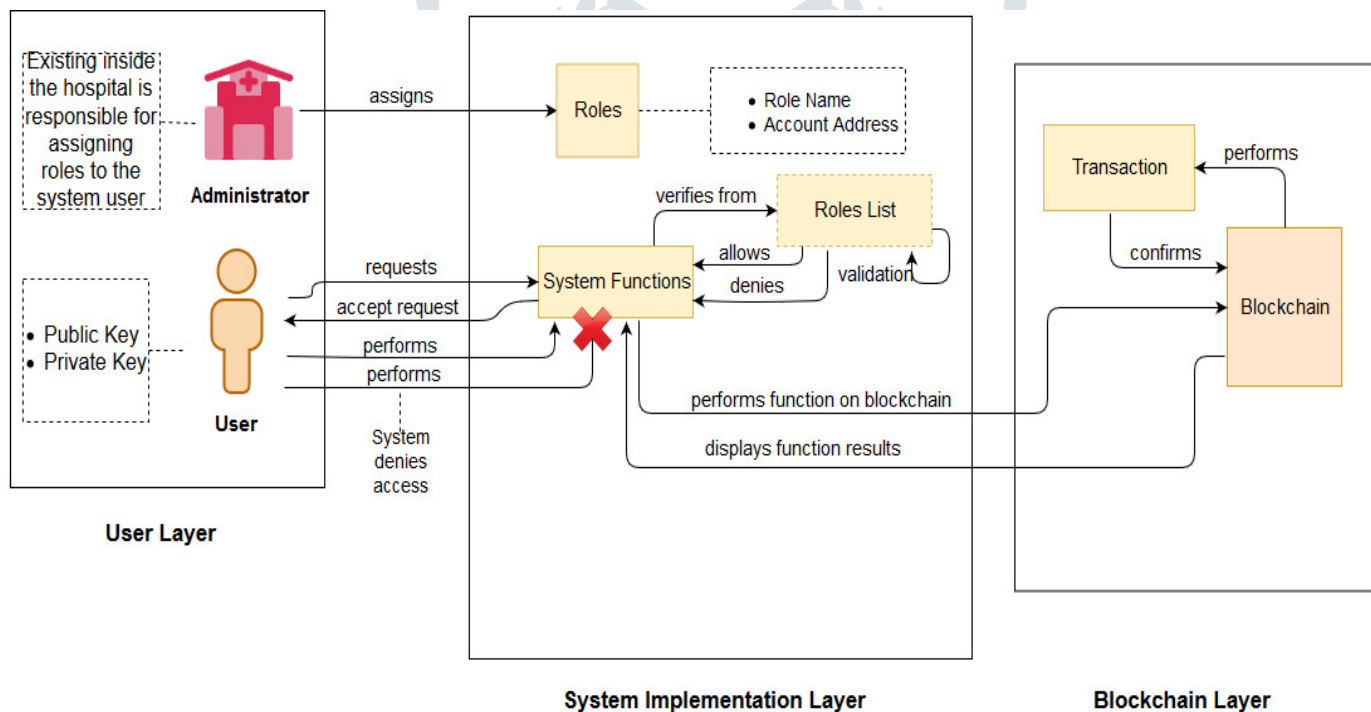 Existing inside
the hospital is
responsible for
assigning
roles to the
system user
Administrator
assigns
Roles
• Role Name
• Account Address
Transaction
performs
confirms
Blockchain
verifies from
Roles List
allows
denies
validation
System Functions
requests
accept request
performs
performs
• Public Key
• Private Key
User
System
denies
access
performs function on blockchain
displays function results
User Layer
System Implementation Layer
Blockchain Layer